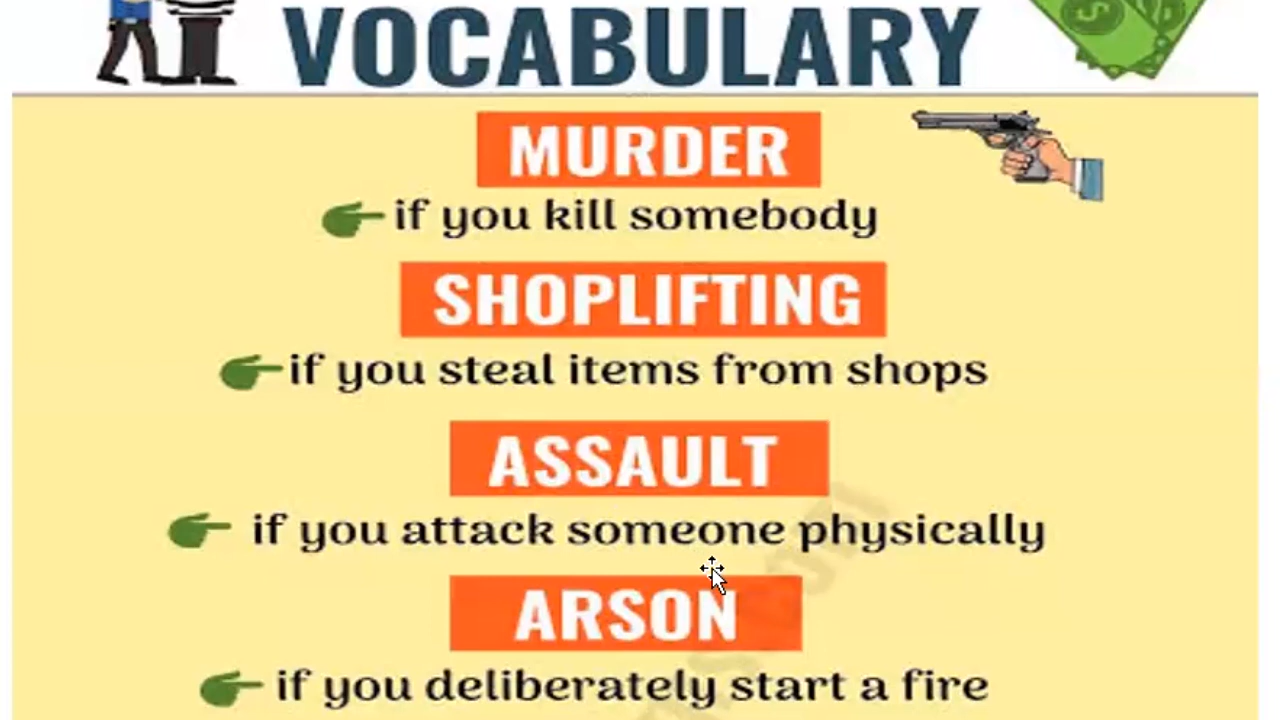 VOCABULARY
MURDER
if you kill somebody
SHOPLIFTING
if you steal items from shops
ASSAULT
if you attack someone physically
ARSON
if you deliberately start a fire